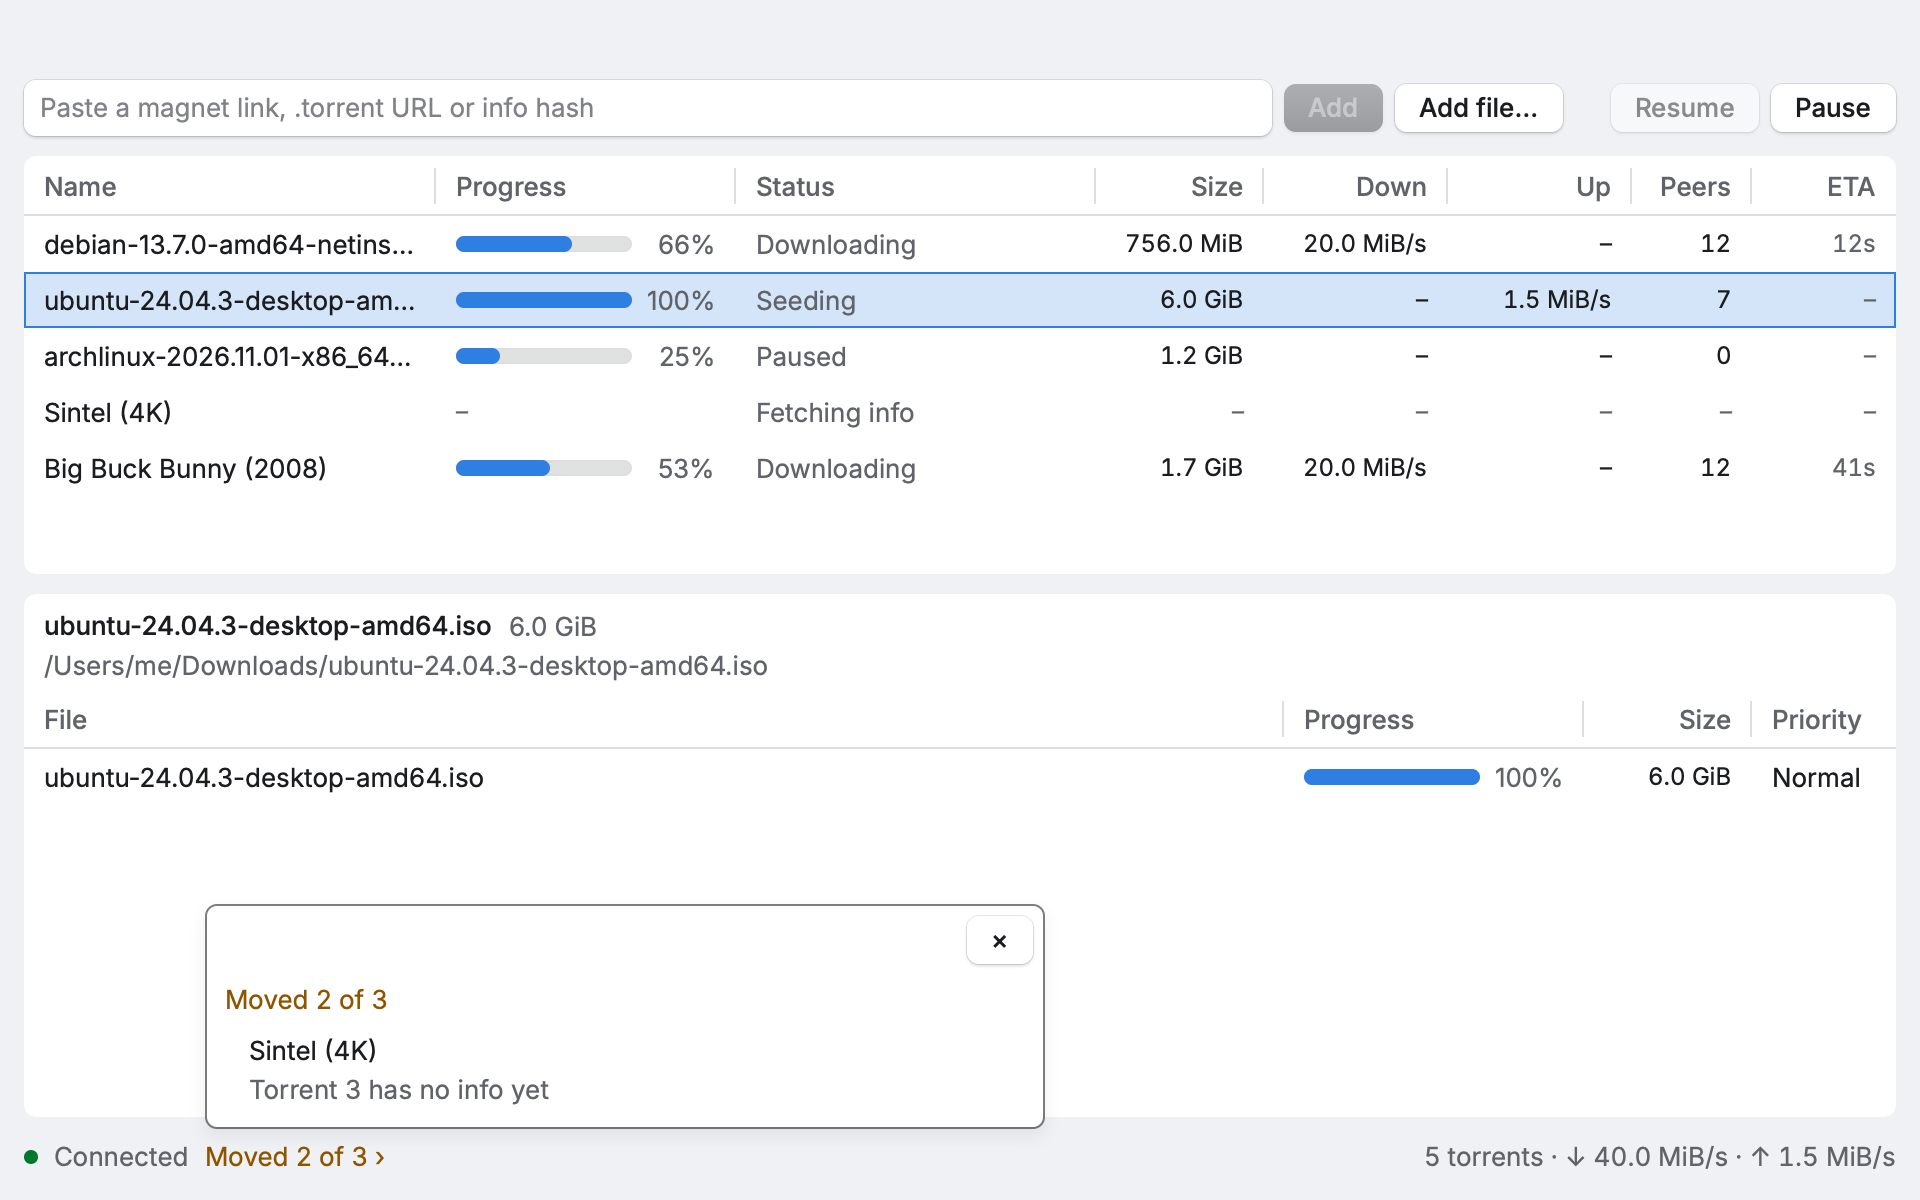 Paste a magnet link, .torrent URL or info hash Add Add file... Resume Pause
Name Progress Status Size Down Up Peers ETA
debian-13.7.0-amd64-netins... 66% Downloading 756.0 MiB 20.0 MiB/s – 12 12s
ubuntu-24.04.3-desktop-am... 100% Seeding 6.0 GiB – 1.5 MiB/s 7 –
archlinux-2026.11.01-x86_64... 25% Paused 1.2 GiB – – 0 –
Sintel (4K) – Fetching info – – – – –
Big Buck Bunny (2008) 53% Downloading 1.7 GiB 20.0 MiB/s – 12 41s
ubuntu-24.04.3-desktop-amd64.iso 6.0 GiB
/Users/me/Downloads/ubuntu-24.04.3-desktop-amd64.iso
File Progress Size Priority
ubuntu-24.04.3-desktop-amd64.iso 100% 6.0 GiB Normal
×
Moved 2 of 3
Sintel (4K)
Torrent 3 has no info yet
Connected Moved 2 of 3 › 5 torrents · ↓ 40.0 MiB/s · ↑ 1.5 MiB/s